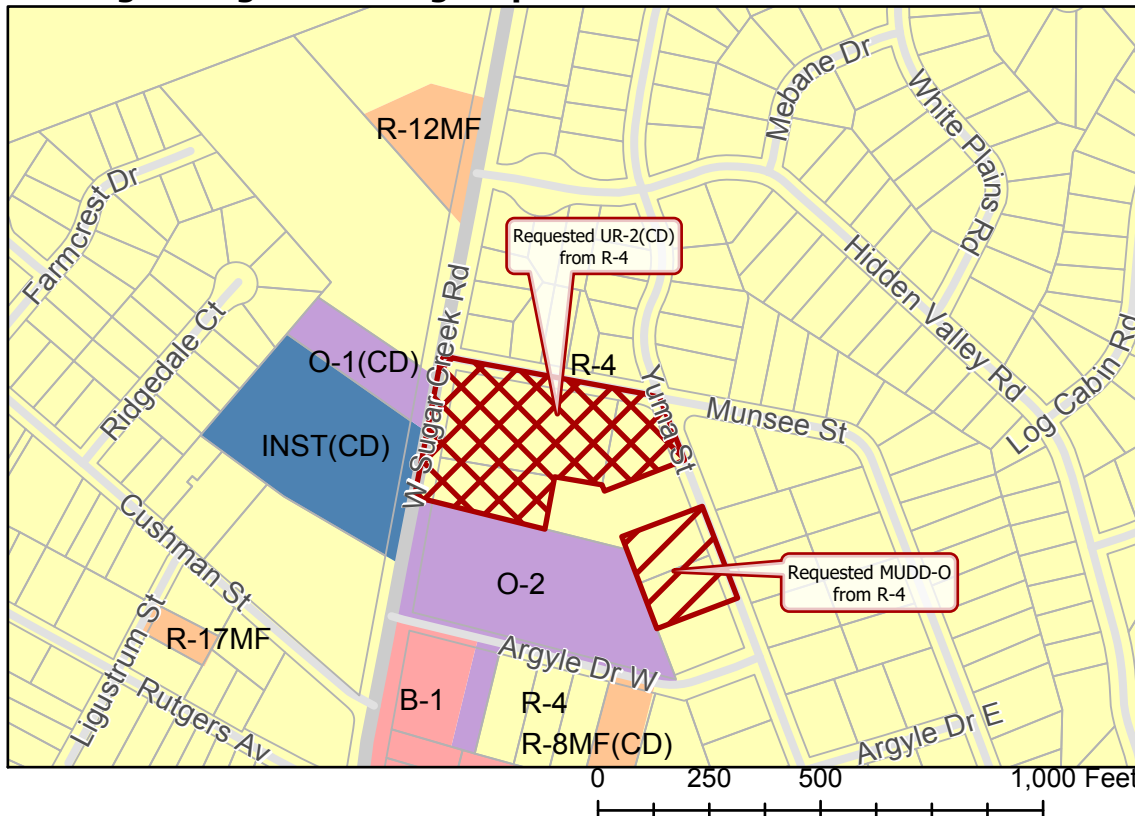 Mebane Dr
White Plains Rd
R-12MF
Farmcrest Dr
Requested UR-2(CD)
from R-4
Hidden Valley Rd
W Sugar Creek Rd
Ridgedale Ct
O-1(CD)
R-4
Log Cabin Rd
Yuma St
Munsee St
INST(CD)
Cushman St
Requested MUDD-O
from R-4
O-2
Ligustrum St
R-17MF
Argyle Dr W
Rutgers Av
B-1
R-4
R-8MF(CD)
Argyle Dr E
0 250 500 1,000 Feet